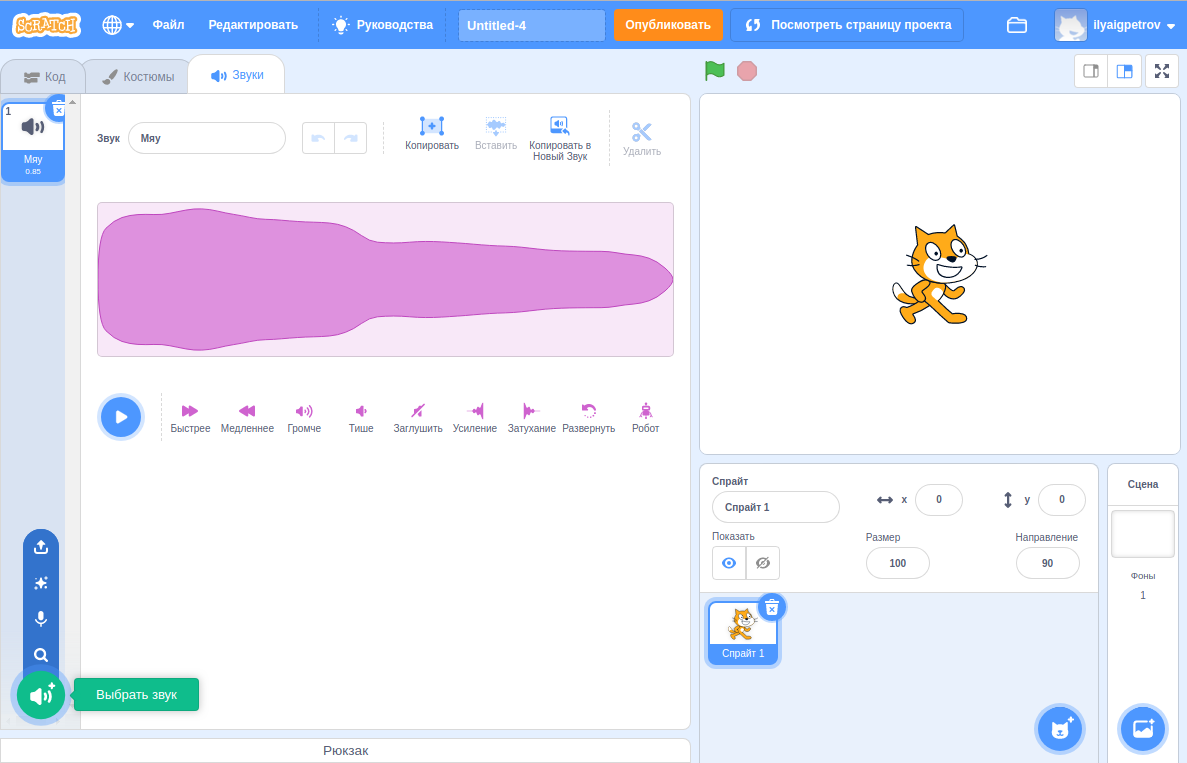 SCRATCH
Файл
Редактировать
Руководства
Untitled-4
Опубликовать
Посмотреть страницу проекта
ilyaigpetrov
Код
Костюмы
Звуки
1
Мяу
0.85
Звук
Мяу
Копировать
Вставить
Копировать в
Новый Звук
Удалить
Быстрее
Медленнее
Громче
Тише
Заглушить
Усиление
Затухание
Развернуть
Робот
Выбрать звук
Рюкзак
Спрайт
Спрайт 1
x
0
y
0
Показать
Размер
100
Направление
90
Спрайт 1
Сцена
Фоны
1